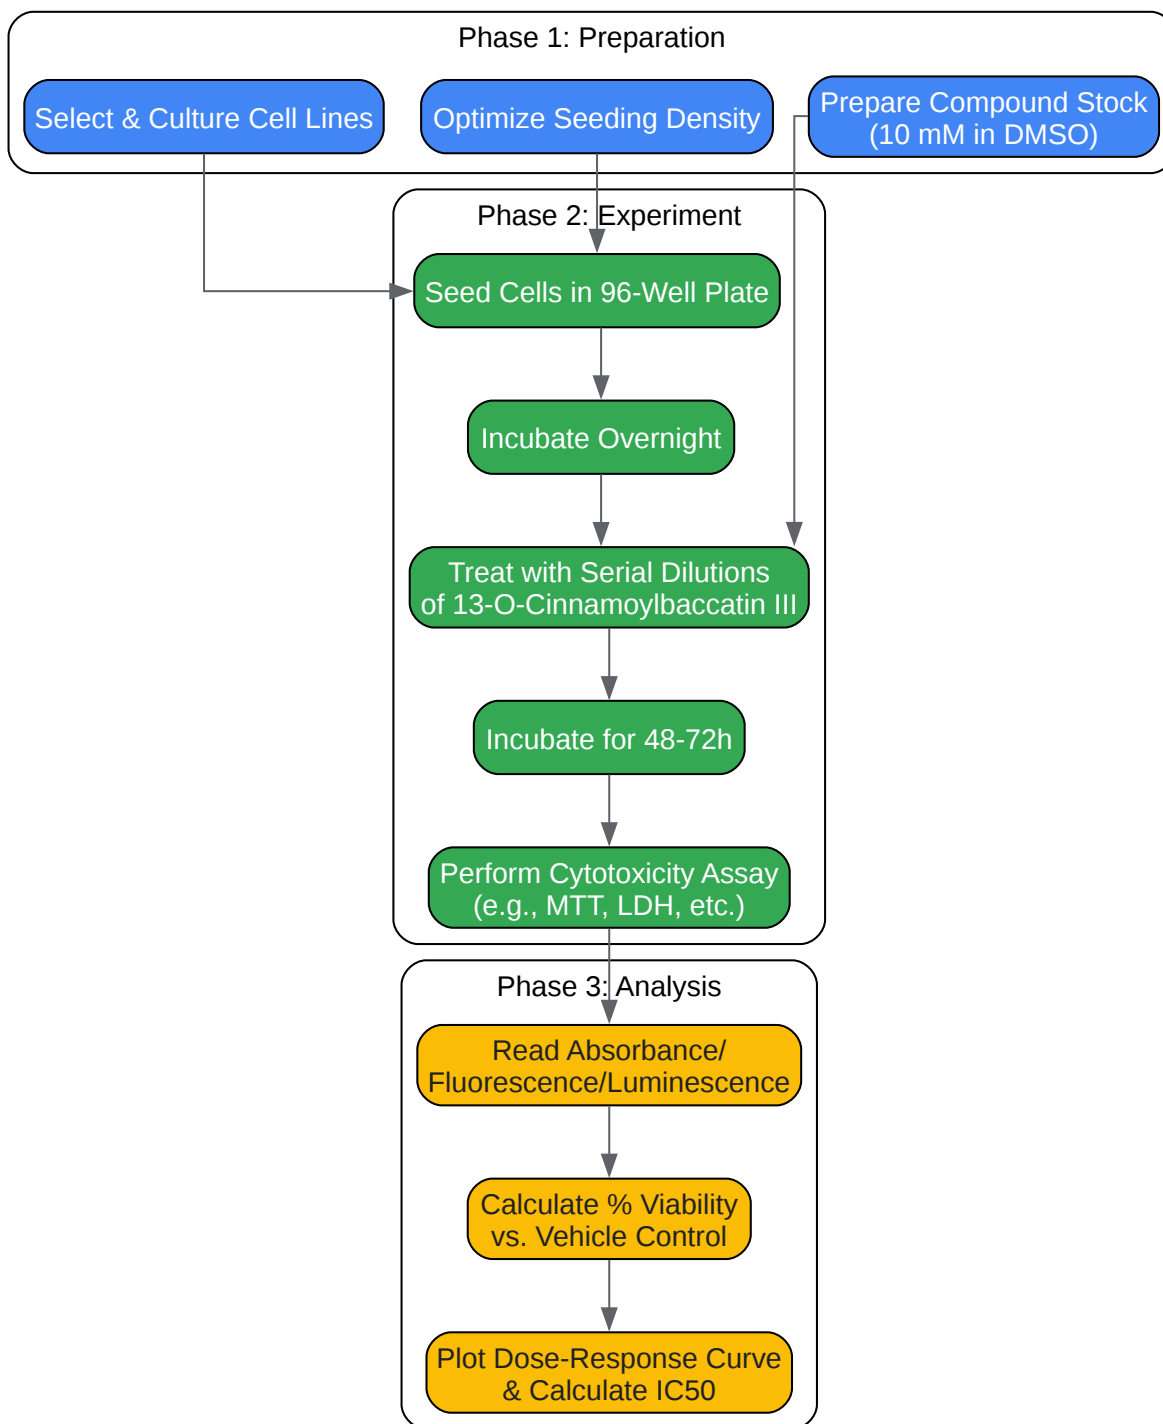 Phase 1: Preparation
Select & Culture Cell Lines
Optimize Seeding Density
Prepare Compound Stock
(10 mM in DMSO)
Phase 2: Experiment
Seed Cells in 96-Well Plate
Incubate Overnight
Treat with Serial Dilutions
of 13-O-Cinnamoylbaccatin III
Incubate for 48-72h
Perform Cytotoxicity Assay
(e.g., MTT, LDH, etc.)
Phase 3: Analysis
Read Absorbance/
Fluorescence/Luminescence
Calculate % Viability
vs. Vehicle Control
Plot Dose-Response Curve
& Calculate IC50